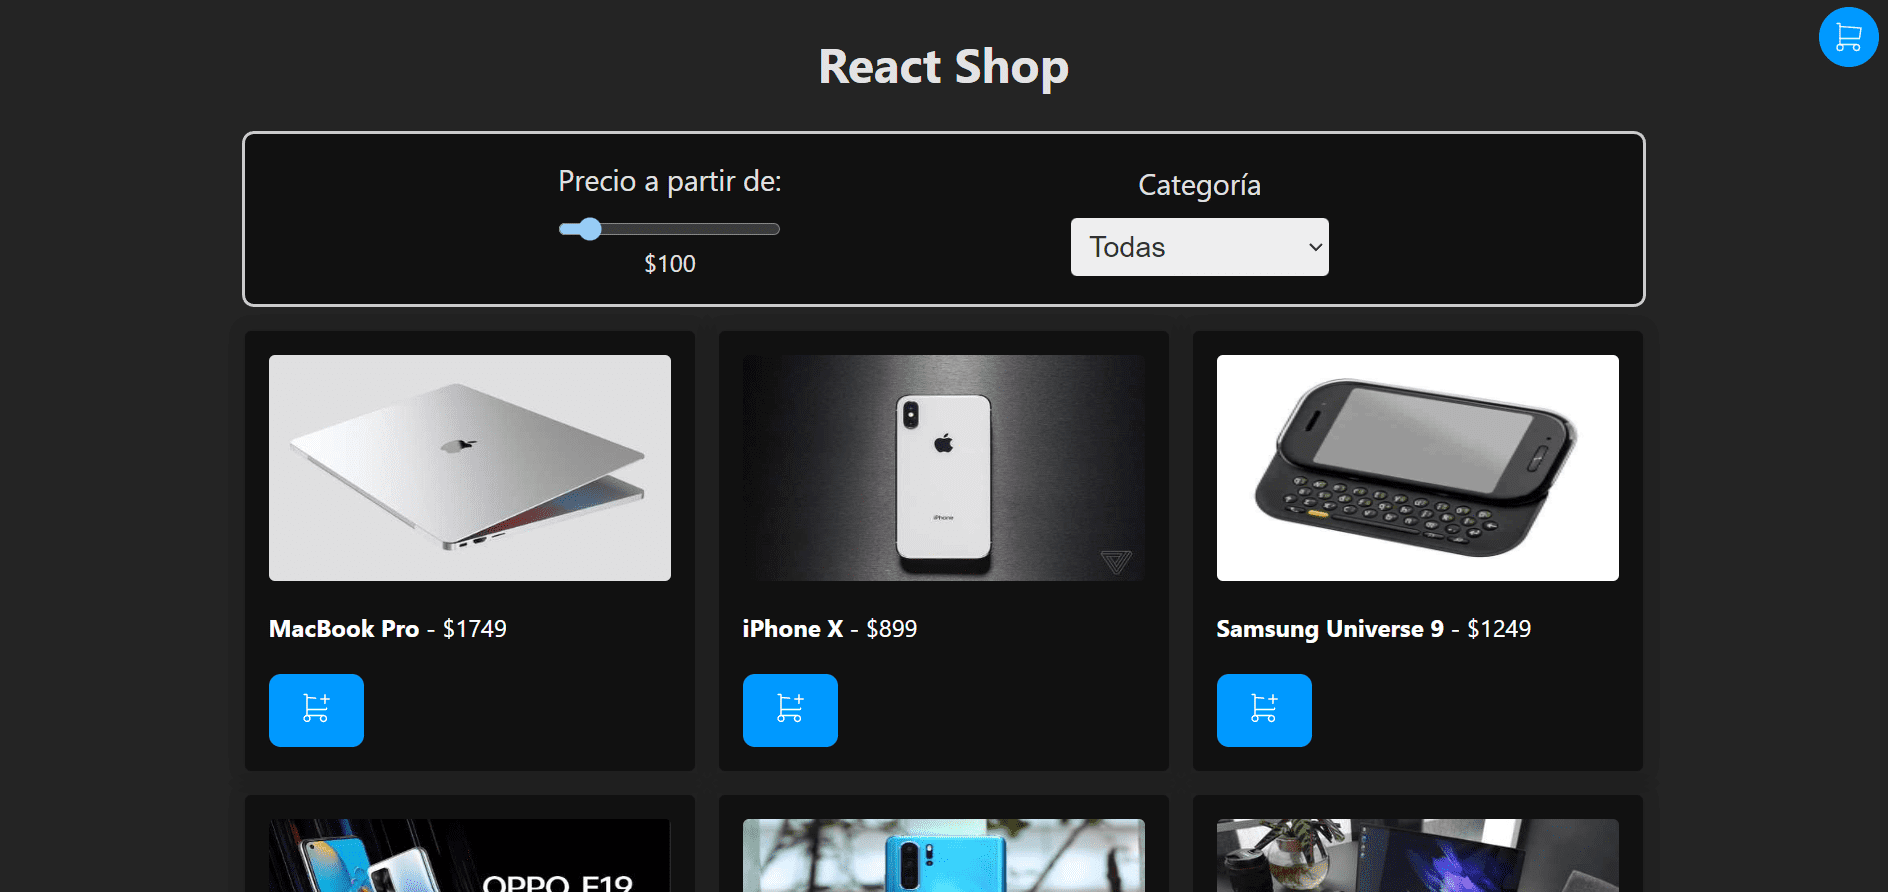 React Shop
Precio a partir de:
$100
Categoría
Todas
iPhone
MacBook Pro - $1749
iPhone X - $899
Samsung Universe 9 - $1249
OPPO F19